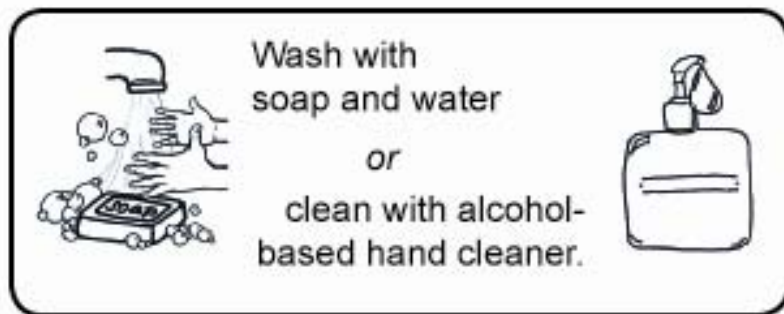 Wash with
soap and water
or
clean with alcohol-
based hand cleaner.
SOAP